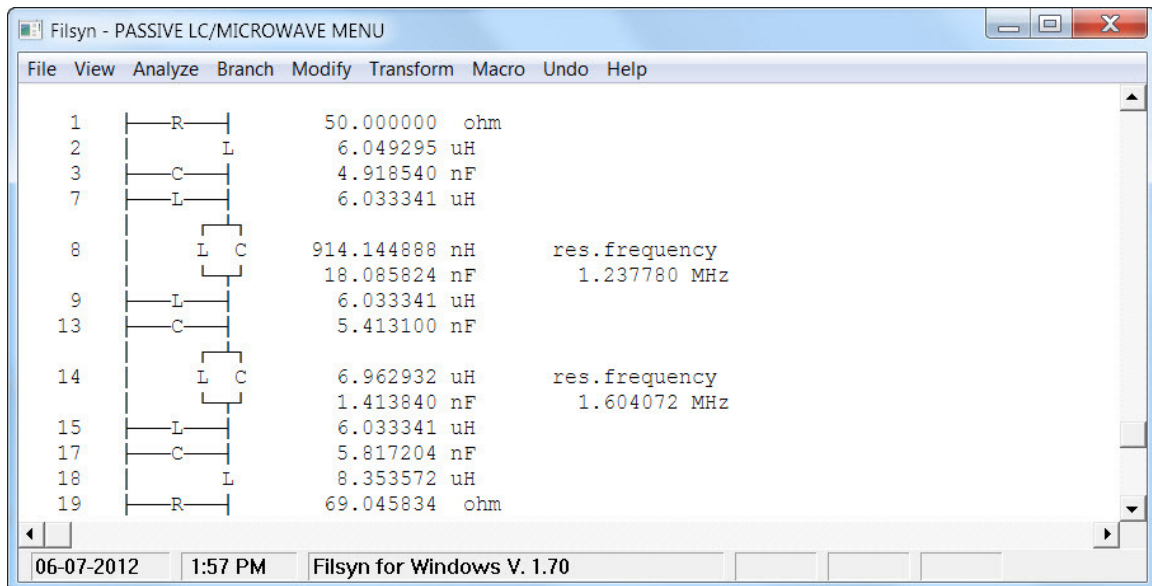 Filsyn - PASSIVE LC/MICROWAVE MENU
File View Analyze Branch Modify Transform Macro Undo Help
1 R 50.000000 ohm
2 L 6.049295 uH
3 C 4.918540 nF
7 L 6.033341 uH
8 L C 914.144888 nH res.frequency
18.085824 nF 1.237780 MHz
9 L 6.033341 uH
13 C 5.413100 nF
14 L C 6.962932 uH res.frequency
1.413840 nF 1.604072 MHz
15 L 6.033341 uH
17 C 5.817204 nF
18 L 8.353572 uH
19 R 69.045834 ohm
06-07-2012 1:57 PM Filsyn for Windows V. 1.70